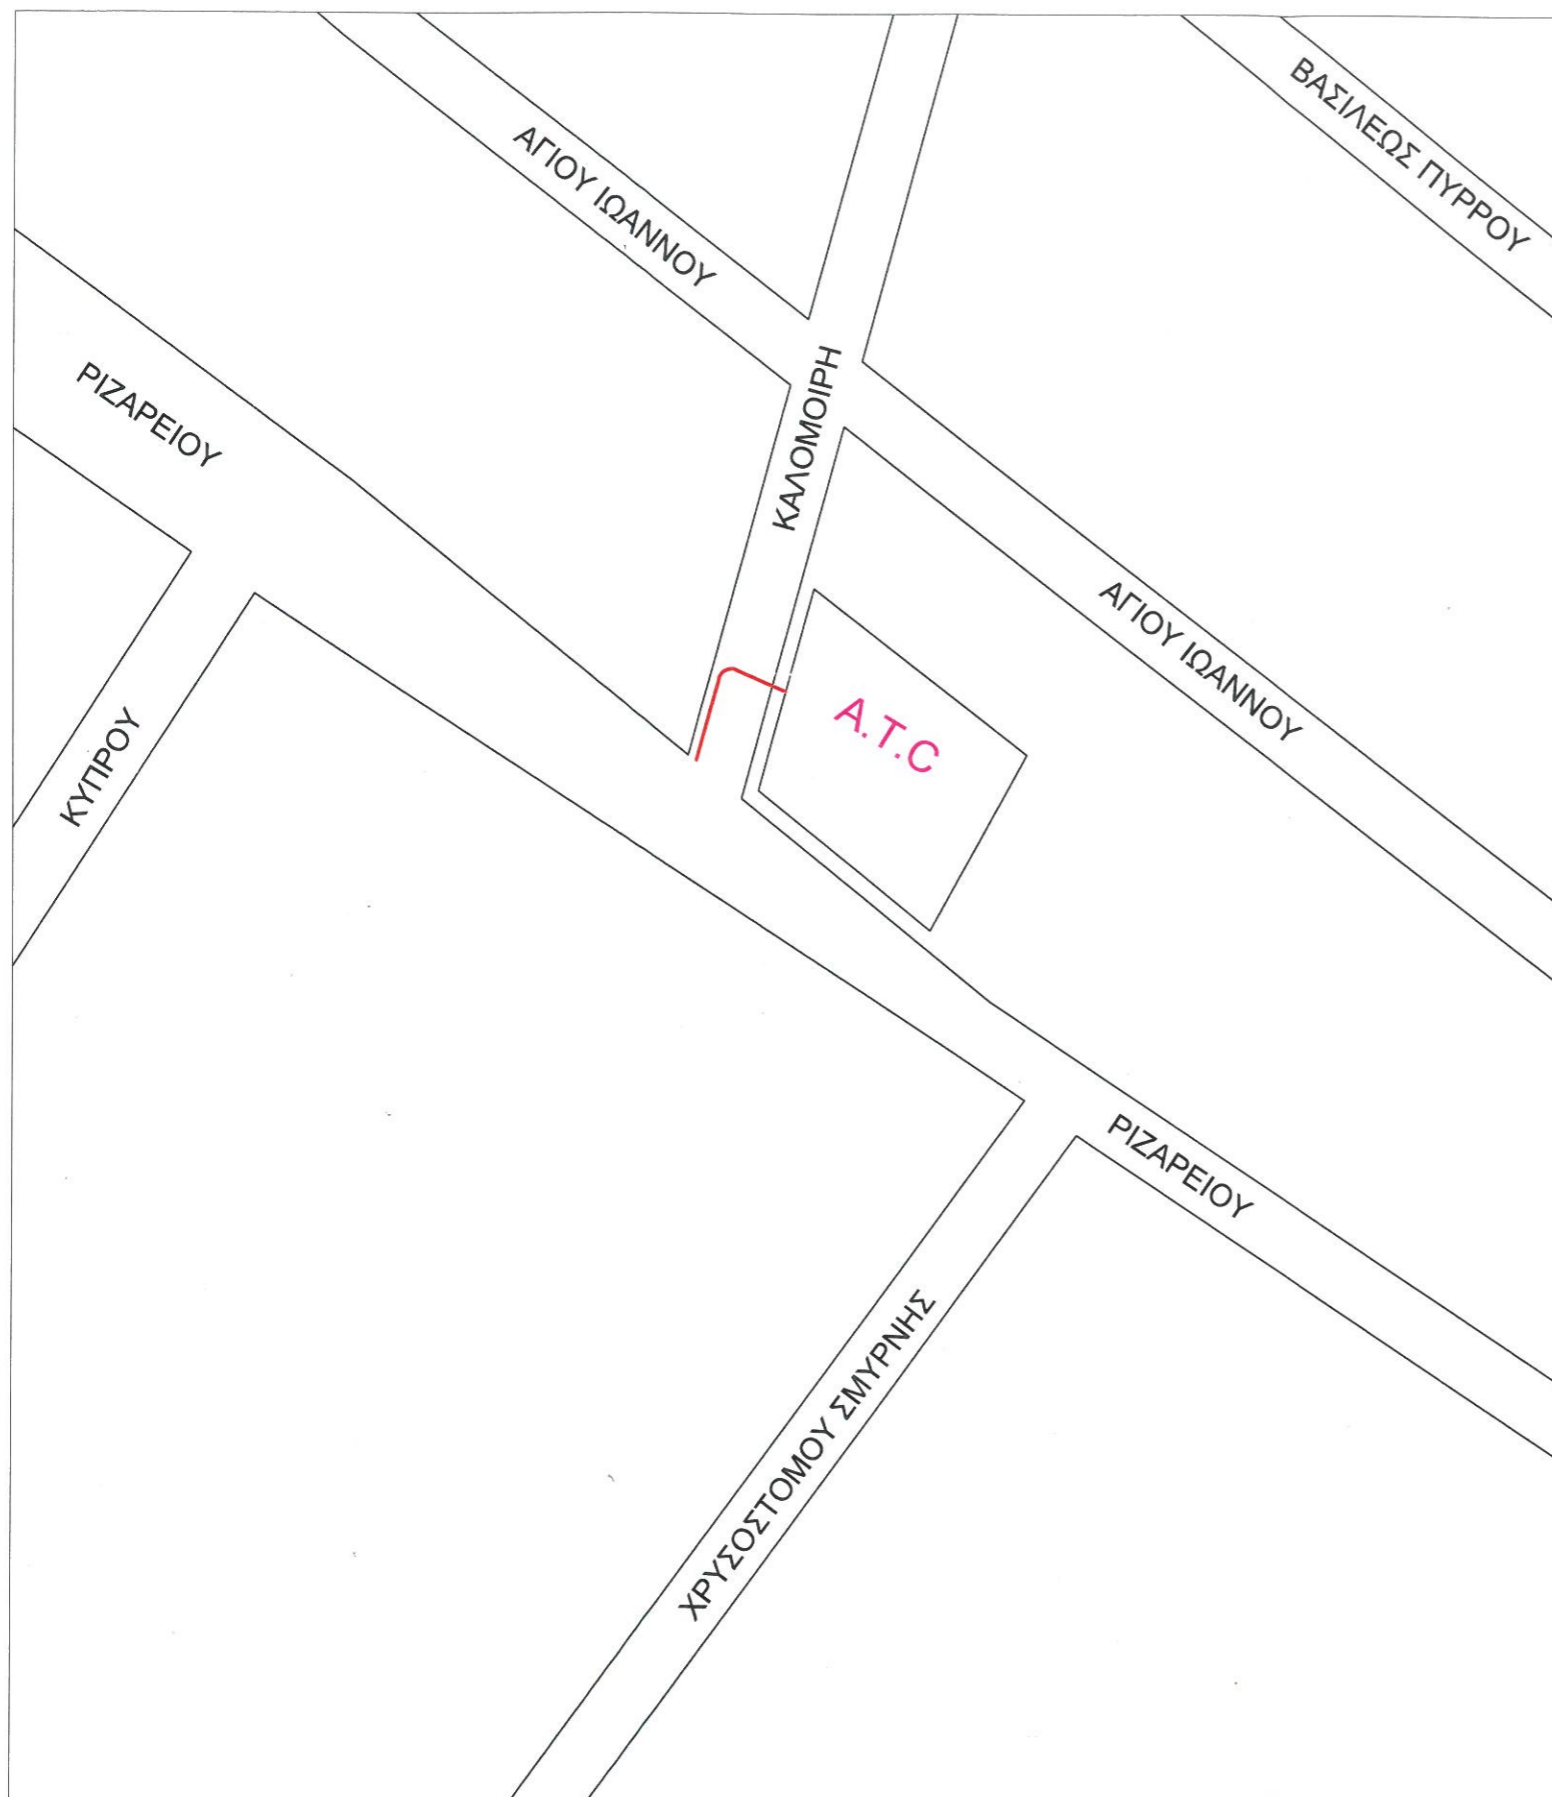 ΒΑΣΙΛΕΩΣ ΠΥΡΡΟΥ
ΑΓΙΟΥ ΙΩΑΝΝΟΥ
ΡΙΖΑΡΕΙΟΥ
ΚΑΛΟΜΟΙΡΗ
ΑΓΙΟΥ ΙΩΑΝΝΟΥ
Α.Τ.C
ΚΥΠΡΟΥ
ΡΙΖΑΡΕΙΟΥ
ΧΡΥΣΟΣΤΟΜΟΥ ΣΜΥΡΝΗΣ